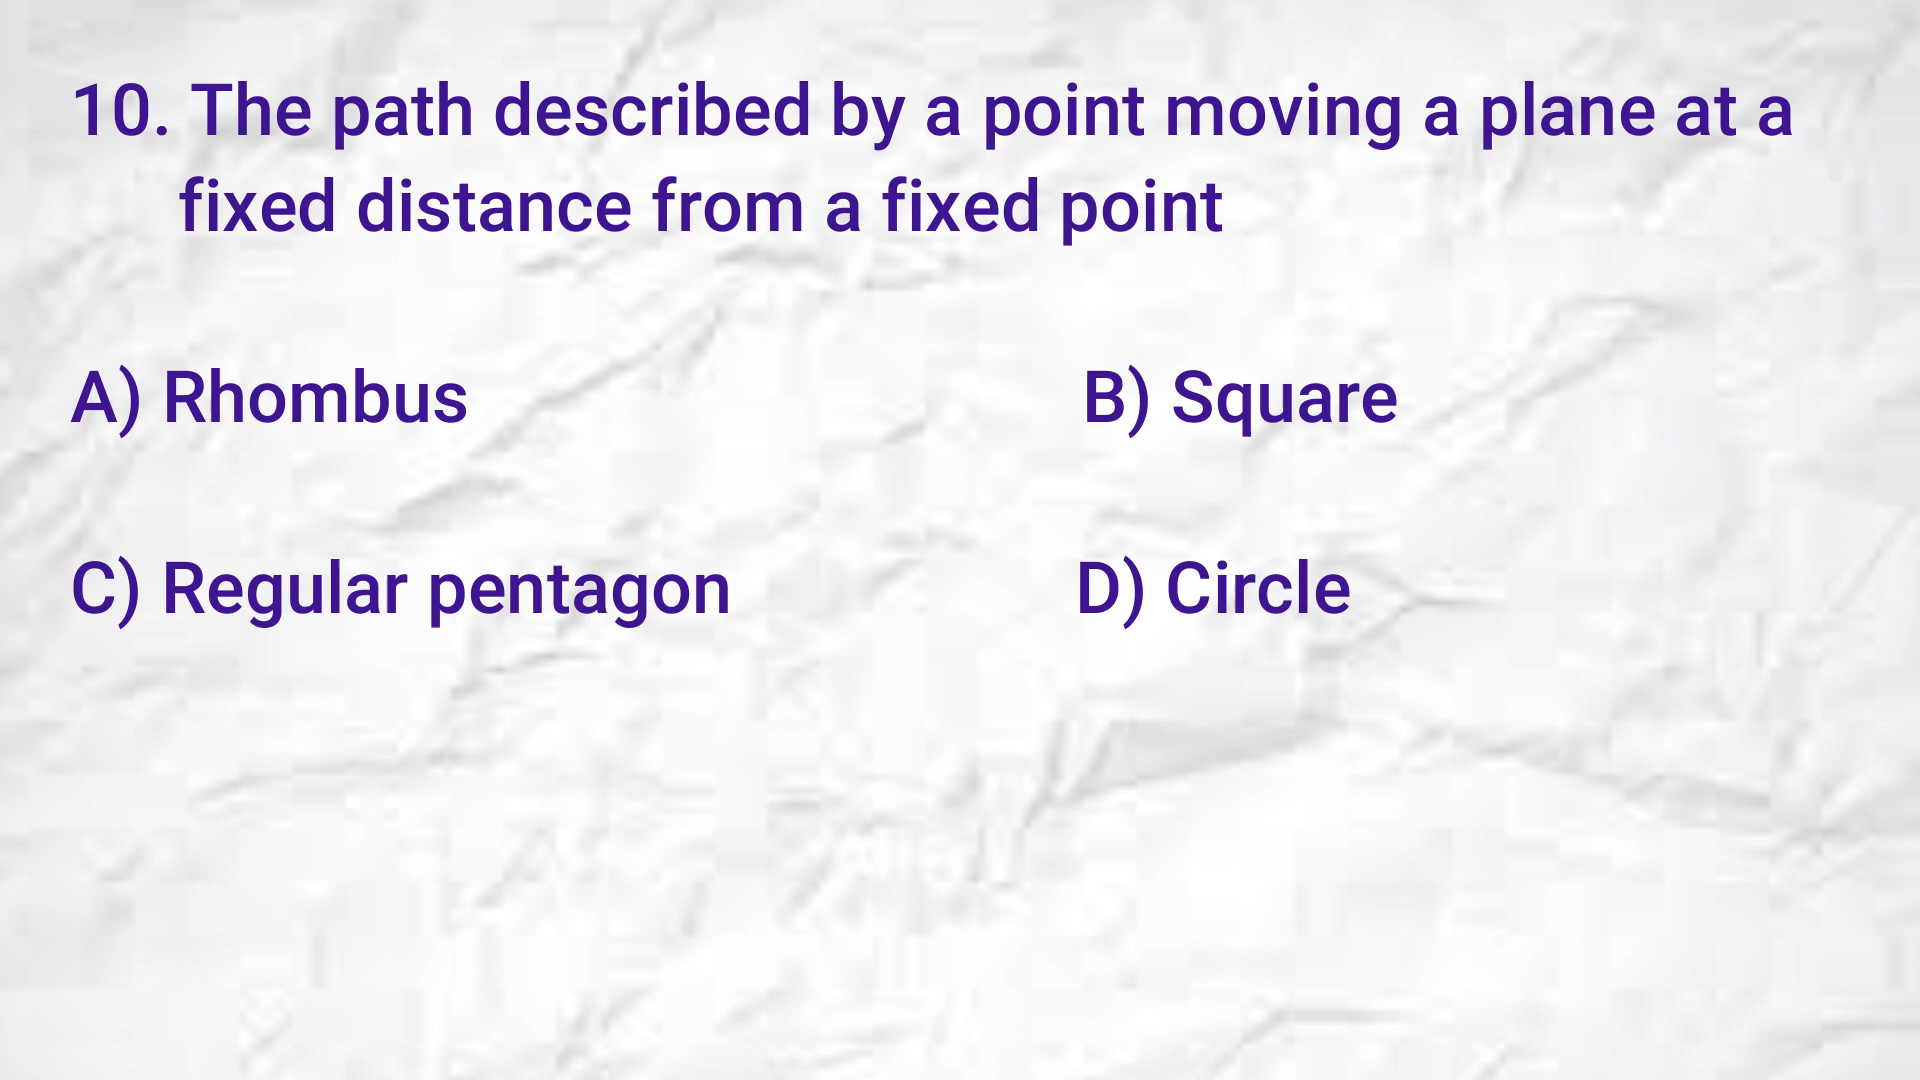 10. The path described by a point moving a plane at a
fixed distance from a fixed point
A) Rhombus B) Square
C) Regular pentagon D) Circle